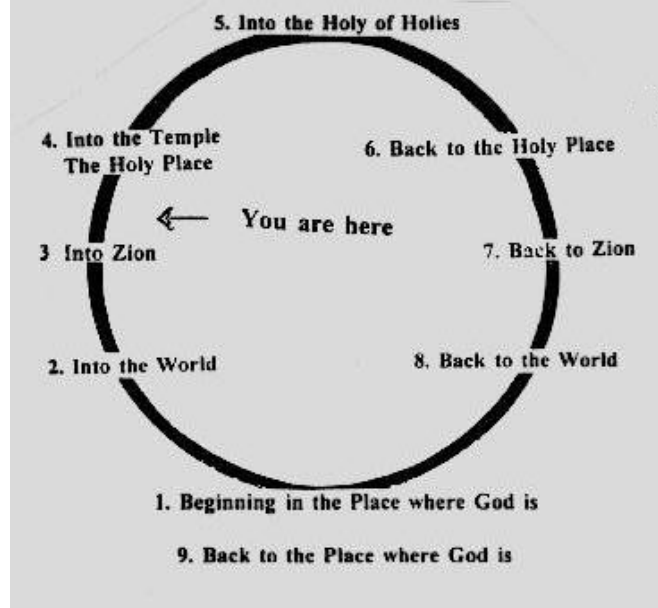 5. Into the Holy of Holies
4. Into the Temple
The Holy Place
6. Back to the Holy Place
You are here
3 Into Zion
7. Back to Zion
2. Into the World
8. Back to the World
1. Beginning in the Place where God is
9. Back to the Place where God is